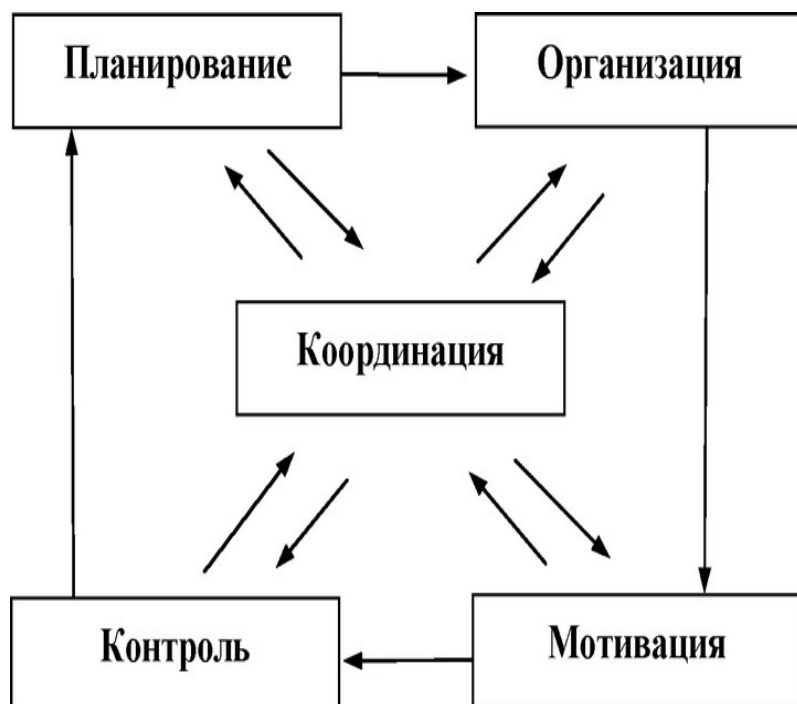 Планирование
Организация
Координация
Контроль
Мотивация